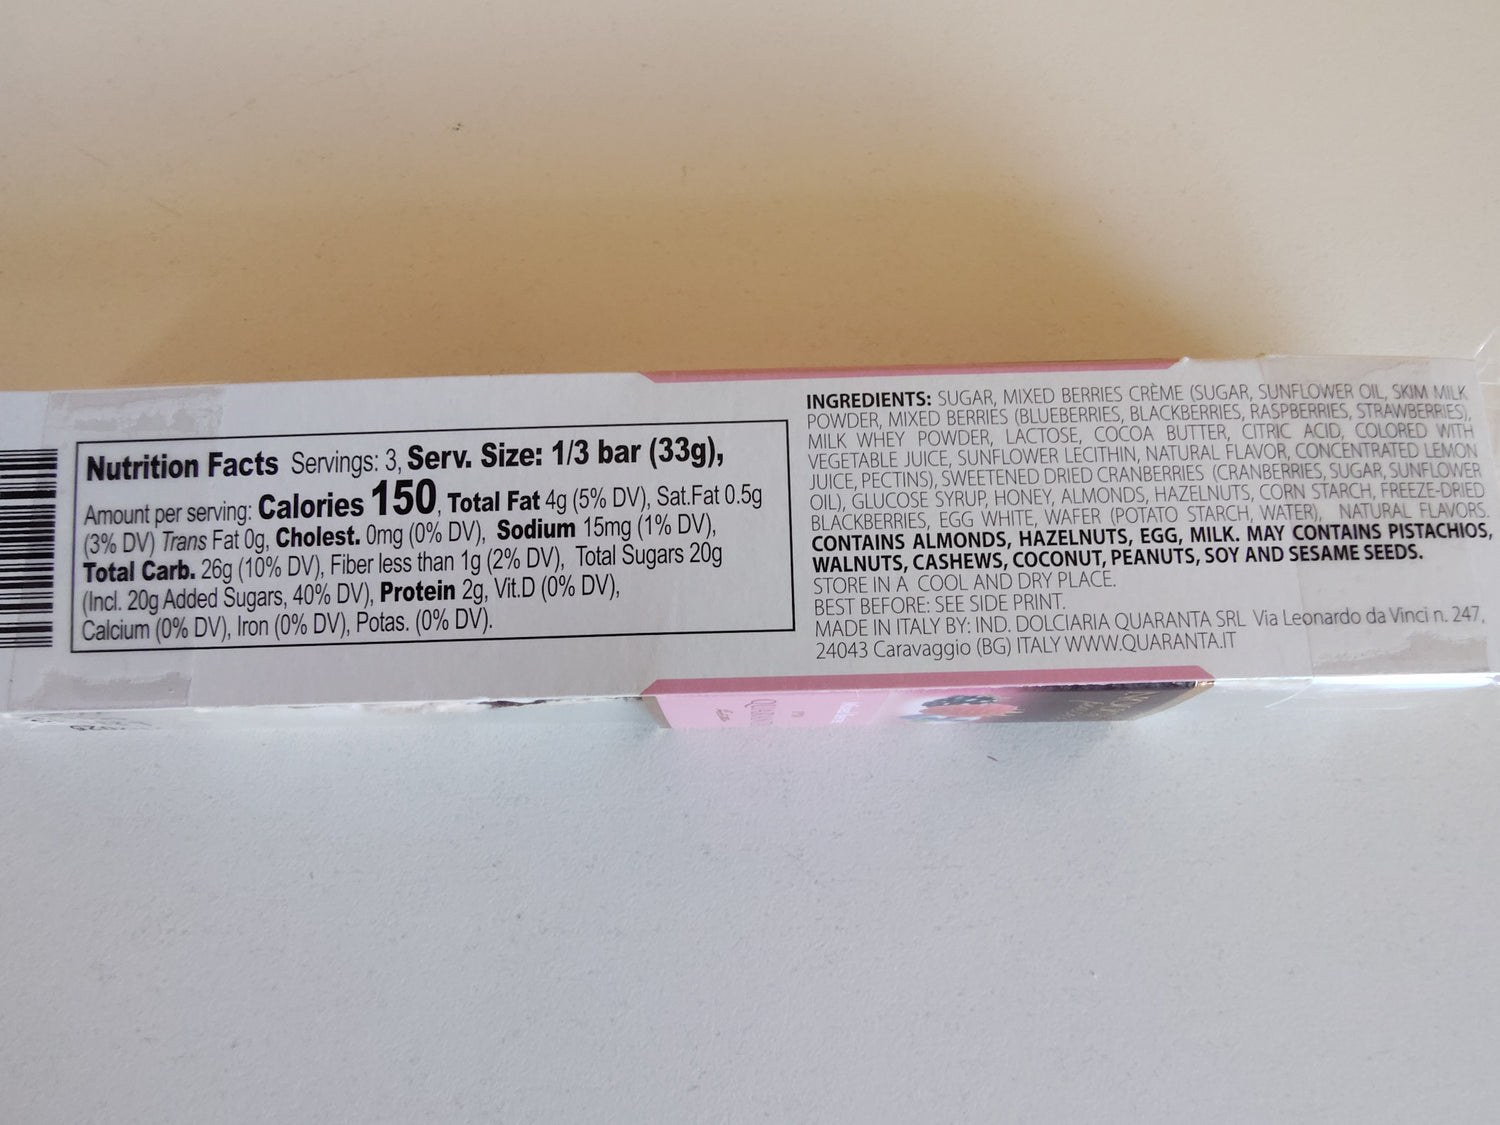 Nutrition Facts Servings: 3, Serv. Size: 1/3 bar (33g),
Amount per serving: Calories 150, Total Fat 4g (5% DV), Sat.Fat 0.5g
(3% DV) Trans Fat 0g, Cholest. 0mg (0% DV), Sodium 15mg (1% DV),
Total Carb. 26g (10% DV), Fiber less than 1g (2% DV), Total Sugars 20g
(Incl. 20g Added Sugars, 40% DV), Protein 2g, Vit.D (0% DV),
Calcium (0% DV), Iron (0% DV), Potas. (0% DV).
INGREDIENTS: SUGAR, MIXED BERRIES CRÈME (SUGAR, SUNFLOWER OIL, SKIM MILK
POWDER, MIXED BERRIES (BLUEBERRIES, BLACKBERRIES, RASPBERRIES, STRAWBERRIES),
MILK WHEY POWDER, LACTOSE, COCOA BUTTER, CITRIC ACID, COLORED WITH
VEGETABLE JUICE, SUNFLOWER LECITHIN, NATURAL FLAVOR, CONCENTRATED LEMON
JUICE, PECTINS), SWEETENED DRIED CRANBERRIES (CRANBERRIES, SUGAR, SUNFLOWER
OIL), GLUCOSE SYRUP, HONEY, ALMONDS, HAZELNUTS, CORN STARCH, FREEZE-DRIED
BLACKBERRIES, EGG WHITE, WAFER (POTATO STARCH, WATER), NATURAL FLAVORS.
CONTAINS ALMONDS, HAZELNUTS, EGG, MILK. MAY CONTAINS PISTACHIOS,
WALNUTS, CASHEWS, COCONUT, PEANUTS, SOY AND SESAME SEEDS.
STORE IN A COOL AND DRY PLACE.
BEST BEFORE: SEE SIDE PRINT.
MADE IN ITALY BY: IND. DOLCIARIA QUARANTA SRL Via Leonardo da Vinci n. 247,
24043 Caravaggio (BG) ITALY WWW.QUARANTA.IT